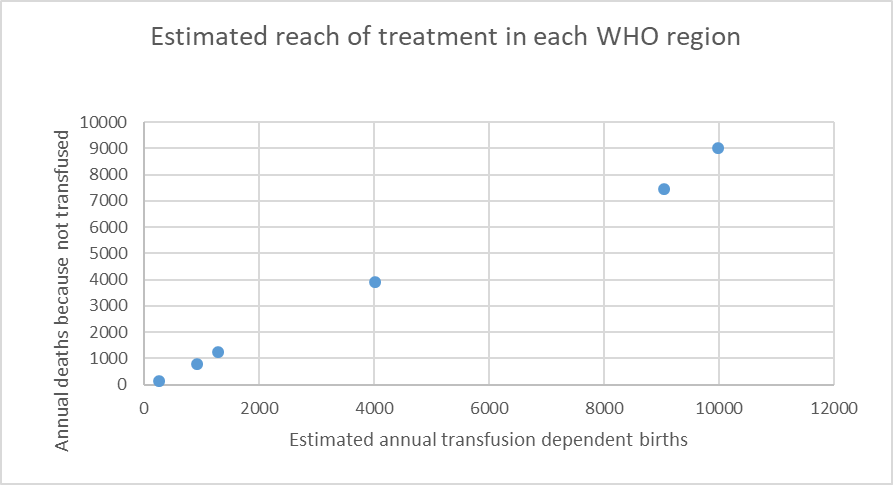 Estimated reach of treatment in each WHO region
Annual deaths because not transfused
10000
9000
8000
7000
6000
5000
4000
3000
2000
1000
0
0 2000 4000 6000 8000 10000 12000
Estimated annual transfusion dependent births